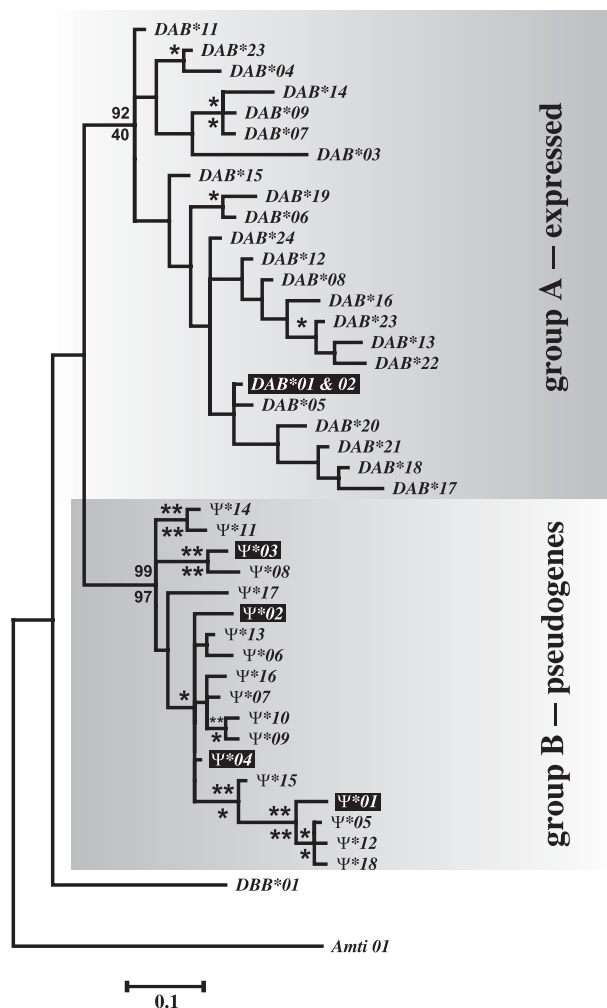 DAB*11
* DAB*23
DAB*04
* DAB*14
92 DAB*09
40 * DAB*07
DAB*03
DAB*15
* DAB*19
DAB*06
DAB*24
DAB*12
DAB*08
DAB*16
* DAB*23
DAB*13
DAB*22
DAB*01 & 02
DAB*05
DAB*20
DAB*21
DAB*18
DAB*17
group A — expressed
** Ψ*14
** Ψ*11
** Ψ*03
99 ** Ψ*08
97 Ψ*17
Ψ*02
Ψ*13
Ψ*06
Ψ*16
* Ψ*07
** Ψ*10
* Ψ*09
Ψ*04
** Ψ*15
* ** Ψ*01
Ψ*05
** * Ψ*12
* Ψ*18
group B — pseudogenes
DBB*01
Amti 01
0.1